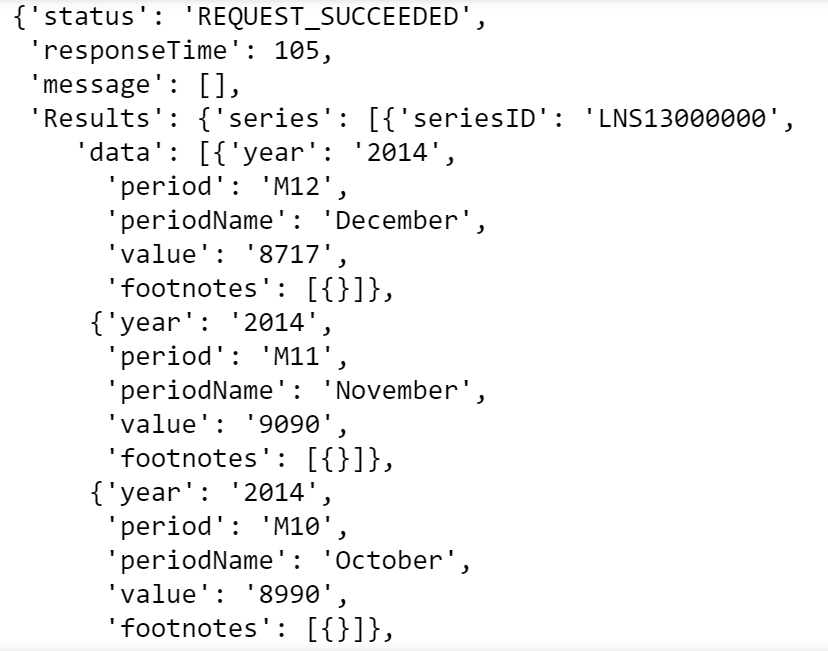 {'status': 'REQUEST_SUCCEEDED',
'responseTime': 105,
'message': [],
'Results': {'series': [{'seriesID': 'LNS13000000',
'data': [{'year': '2014',
'period': 'M12',
'periodName': 'December',
'value': '8717',
'footnotes': [{}]},
{'year': '2014',
'period': 'M11',
'periodName': 'November',
'value': '9090',
'footnotes': [{}]},
{'year': '2014',
'period': 'M10',
'periodName': 'October',
'value': '8990',
'footnotes': [{}]},